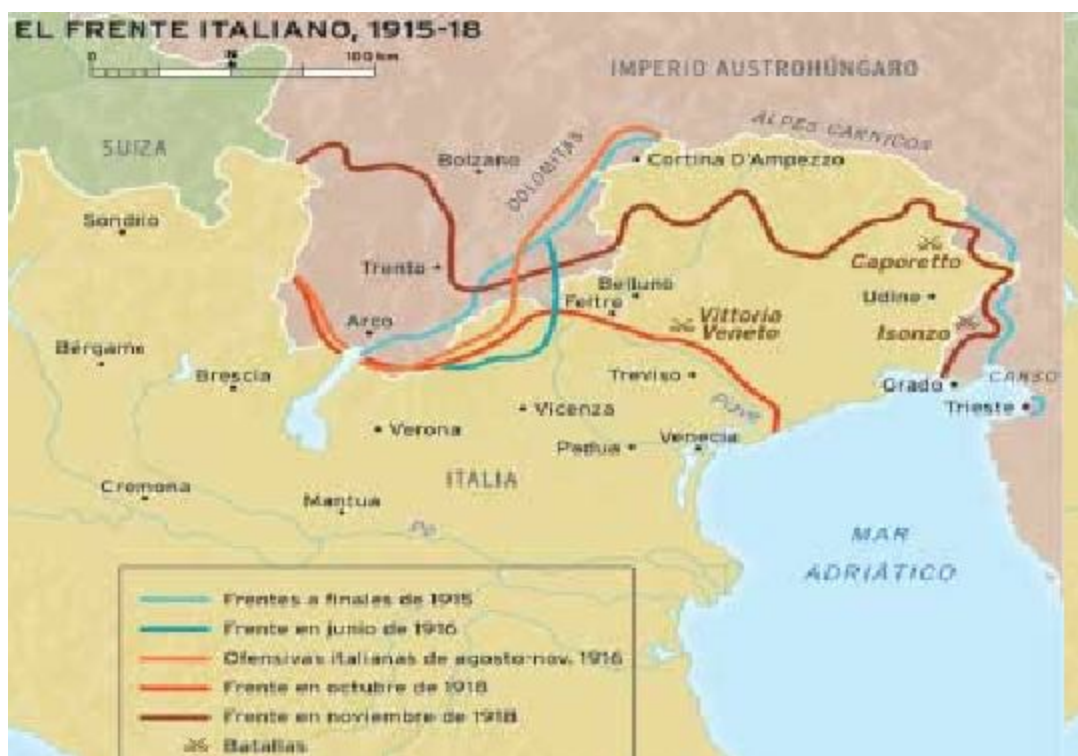 EL FRENTE ITALIANO, 1915-18
0 N 100 km
IMPERIO AUSTROHÚNGARO
SUIZA
ALPES CÁRNICOS
Bolzano
DOLOMITAS
Cortina D'Ampezzo
Sondrio
Trento
Caporetto
Belluno
Feltre
Udine
Arco
Vittorio
Veneto
Isonzo
Bérgamo
Brescia
Treviso
Grado
CARSO
Vicenza
Piave
Trieste
Verona
Padua
Venecia
ITALIA
Cremona
Mantua
Po
MAR
ADRIÁTICO
Frentes a finales de 1915
Frente en junio de 1916
Ofensivas italianas de agosto-nov. 1916
Frente en octubre de 1918
Frente en noviembre de 1918
Batallas